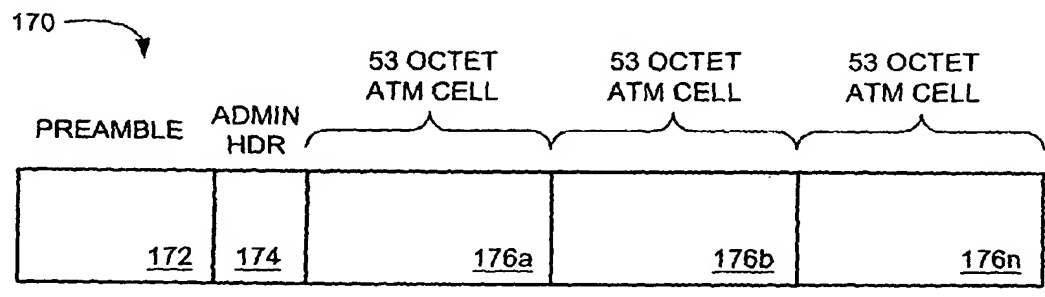 170
53 OCTET
ATM CELL
53 OCTET
ATM CELL
53 OCTET
ATM CELL
PREAMBLE
ADMIN
HDR
172
174
176a
176b
176n